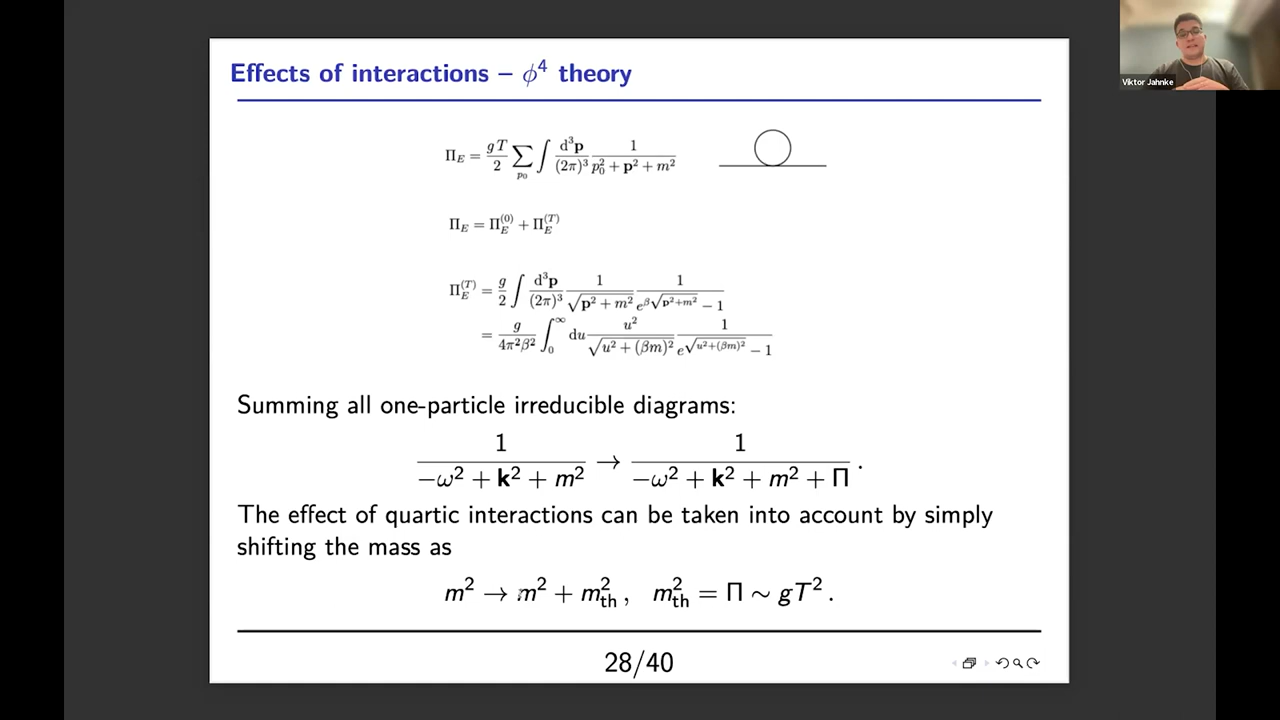 Effects of interactions – ϕ⁴ theory
Viktor Jahnke
Π_E = gT/2 ∑_{p₀} ∫ d³p/(2π)³ 1/(p₀² + p² + m²)
Π_E = Π_E^{(0)} + Π_E^{(T)}
Π_E^{(T)} = g/2 ∫ d³p/(2π)³ 1/√(p² + m²) 1/(e^{β√(p²+m²)} − 1)
= g/(4π²β²) ∫₀^∞ du u²/√(u² + (βm)²) 1/(e^{√(u²+(βm)²)} − 1)
Summing all one-particle irreducible diagrams:
1/(−ω² + k² + m²) → 1/(−ω² + k² + m² + Π) .
The effect of quartic interactions can be taken into account by simply
shifting the mass as
m² → m² + m²_th , m²_th = Π ∼ gT² .
28/40